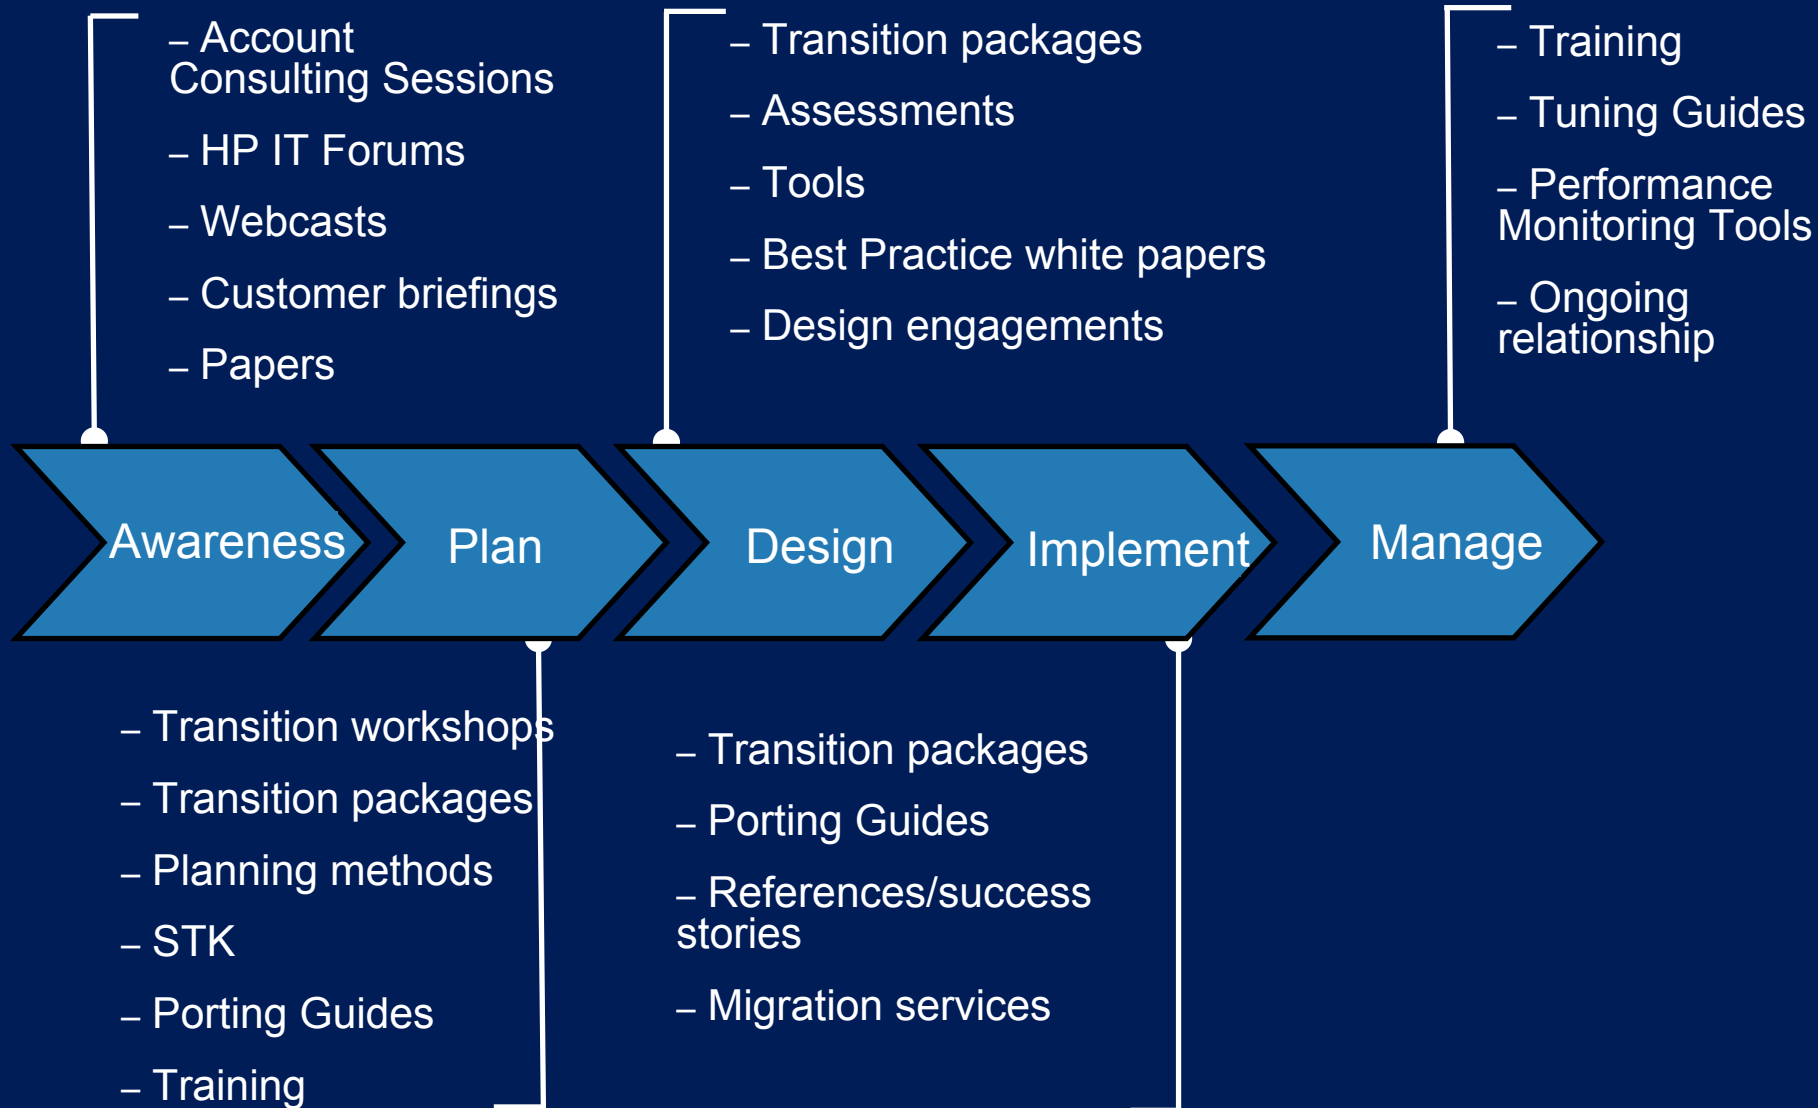 – Account
Consulting Sessions
– HP IT Forums
– Webcasts
– Customer briefings
– Papers
– Transition packages
– Assessments
– Tools
– Best Practice white papers
– Design engagements
– Training
– Tuning Guides
– Performance
Monitoring Tools
– Ongoing
relationship
Awareness
Plan
Design
Implement
Manage
– Transition workshops
– Transition packages
– Planning methods
– STK
– Porting Guides
– Training
– Transition packages
– Porting Guides
– References/success
stories
– Migration services